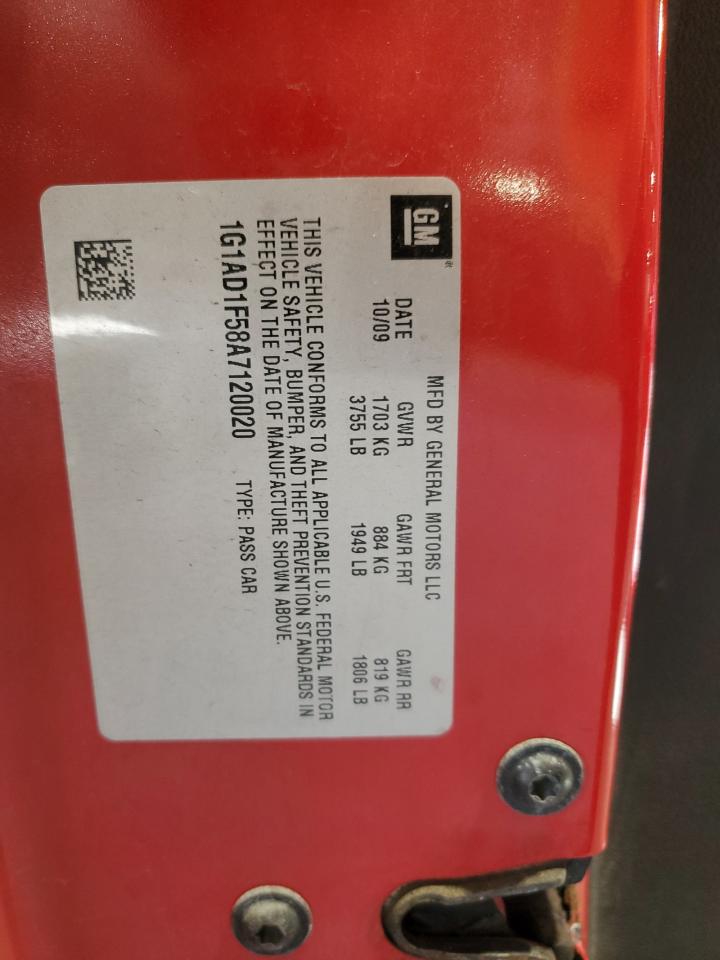 GM®
MFD BY GENERAL MOTORS LLC
DATE GVWR GAWR FRT GAWR RR
10/09 1703 KG 884 KG 819 KG
3755 LB 1949 LB 1806 LB
THIS VEHICLE CONFORMS TO ALL APPLICABLE U.S. FEDERAL MOTOR
VEHICLE SAFETY, BUMPER, AND THEFT PREVENTION STANDARDS IN
EFFECT ON THE DATE OF MANUFACTURE SHOWN ABOVE.
1G1AD1F58A7120020 TYPE: PASS CAR